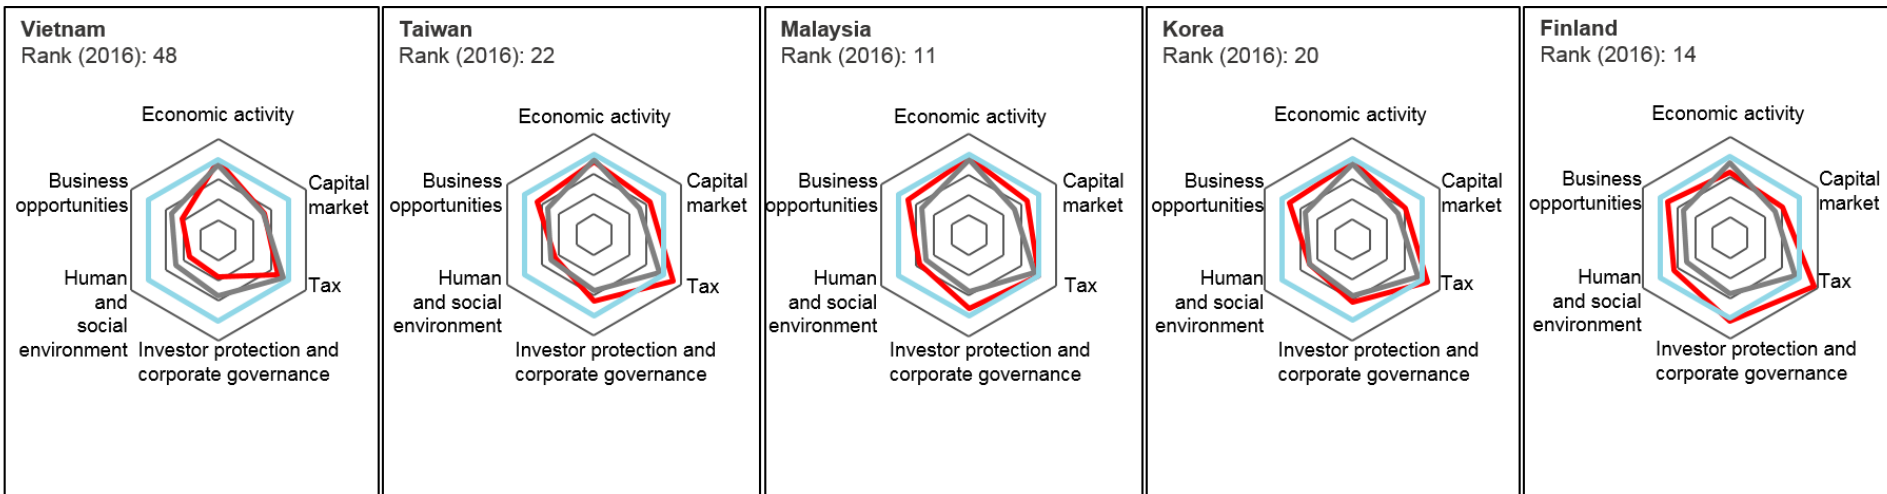 Vietnam
Rank (2016): 48
Economic activity
Business
opportunities
Capital
market
Human
and
social
environment
Tax
Investor protection and
corporate governance
Taiwan
Rank (2016): 22
Economic activity
Business
opportunities
Capital
market
Human
and social
environment
Tax
Investor protection and
corporate governance
Malaysia
Rank (2016): 11
Economic activity
Business
opportunities
Capital
market
Human
and social
environment
Tax
Investor protection and
corporate governance
Korea
Rank (2016): 20
Economic activity
Business
opportunities
Capital
market
Human
and social
environment
Tax
Investor protection and
corporate governance
Finland
Rank (2016): 14
Economic activity
Business
opportunities
Capital
market
Human
and social
environment
Tax
Investor protection and
corporate governance